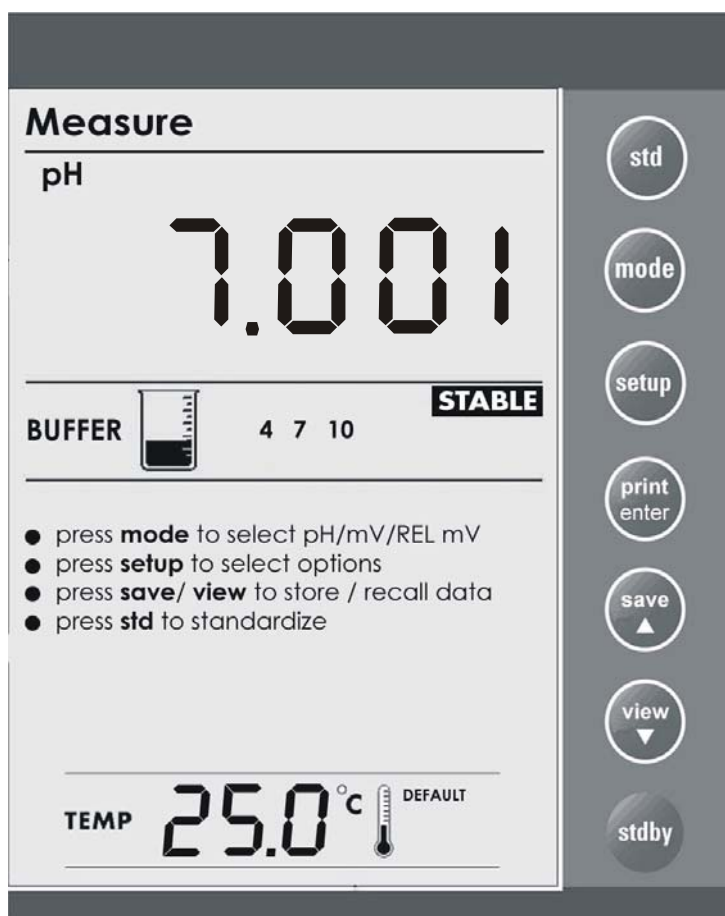 Measure
pH
7.001
STABLE
BUFFER 4 7 10
● press mode to select pH/mV/REL mV
● press setup to select options
● press save/ view to store / recall data
● press std to standardize
TEMP 25.0°C DEFAULT
std
mode
setup
print
enter
save
▲
view
▼
stdby